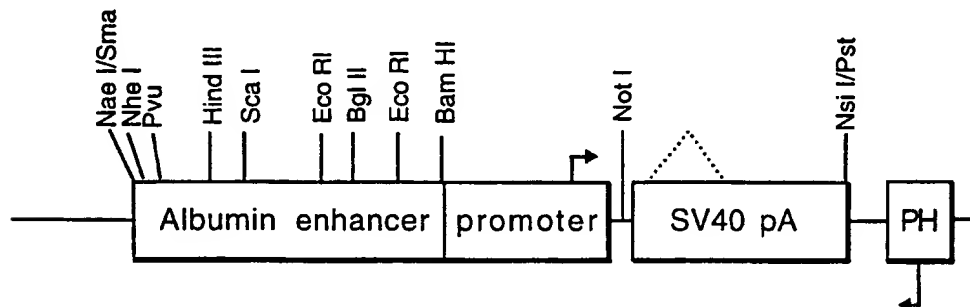 Nae I/Sma
Nhe I
Pvu
Hind III
Sca I
Eco RI
Bgl II
Eco RI
Bam HI
Not I
Nsi I/Pst
Albumin enhancer
promoter
SV40 pA
PH